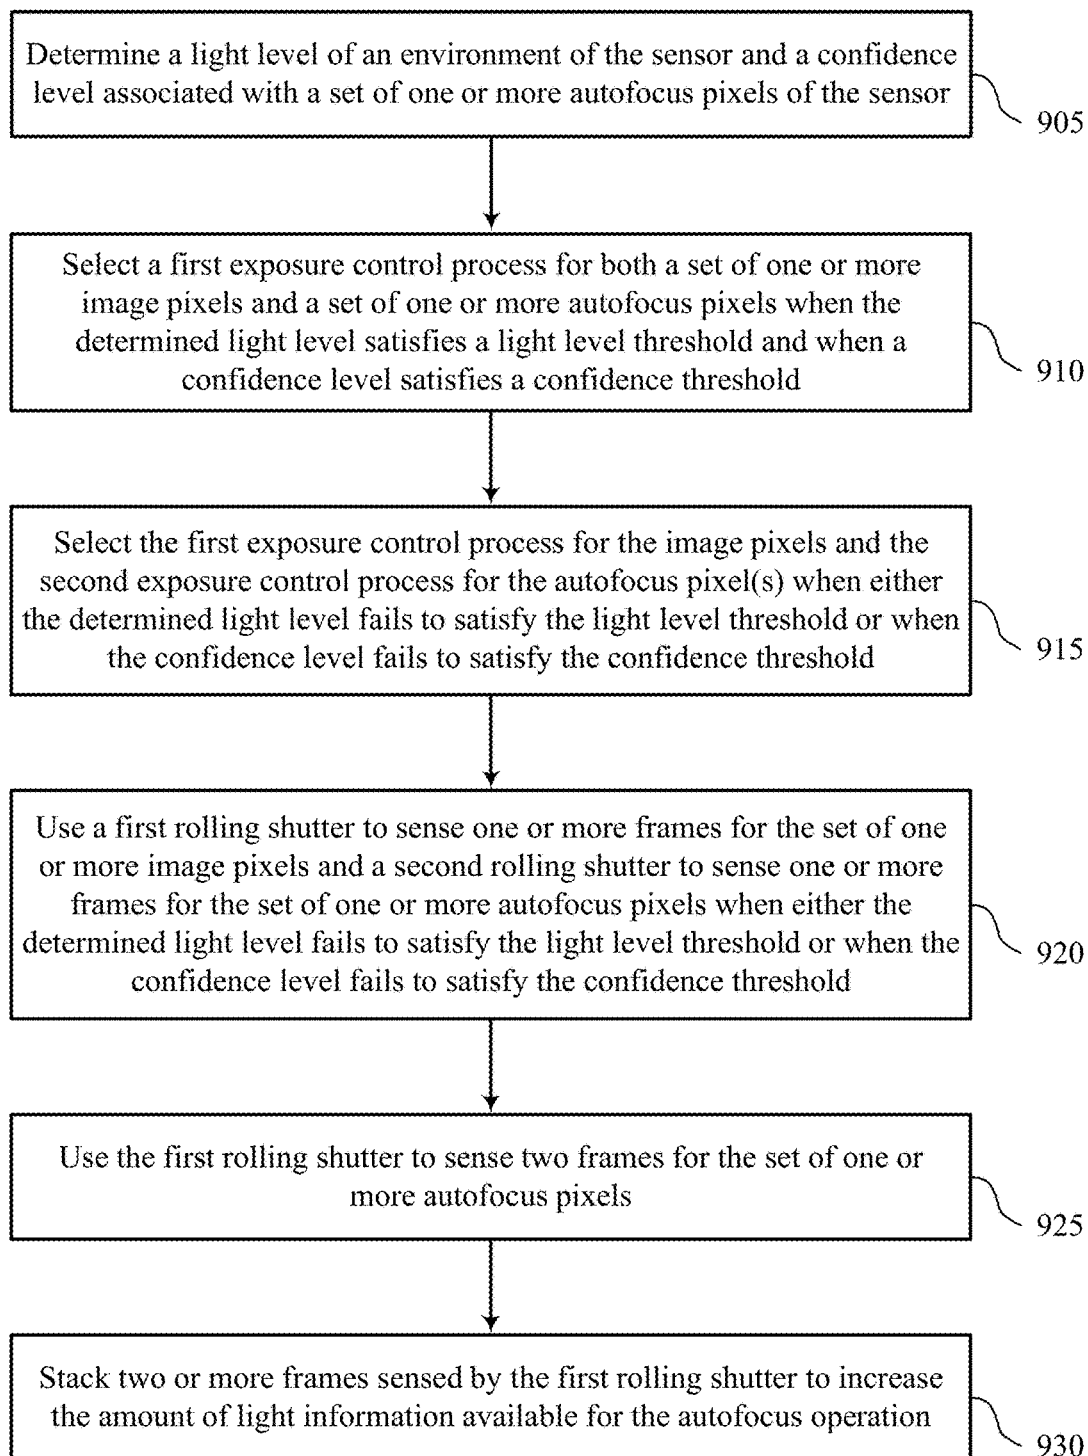 Determine a light level of an environment of the sensor and a confidence
level associated with a set of one or more autofocus pixels of the sensor
905
Select a first exposure control process for both a set of one or more
image pixels and a set of one or more autofocus pixels when the
determined light level satisfies a light level threshold and when a
confidence level satisfies a confidence threshold
910
Select the first exposure control process for the image pixels and the
second exposure control process for the autofocus pixel(s) when either
the determined light level fails to satisfy the light level threshold or when
the confidence level fails to satisfy the confidence threshold
915
Use a first rolling shutter to sense one or more frames for the set of one
or more image pixels and a second rolling shutter to sense one or more
frames for the set of one or more autofocus pixels when either the
determined light level fails to satisfy the light level threshold or when the
confidence level fails to satisfy the confidence threshold
920
Use the first rolling shutter to sense two frames for the set of one or
more autofocus pixels
925
Stack two or more frames sensed by the first rolling shutter to increase
the amount of light information available for the autofocus operation
930